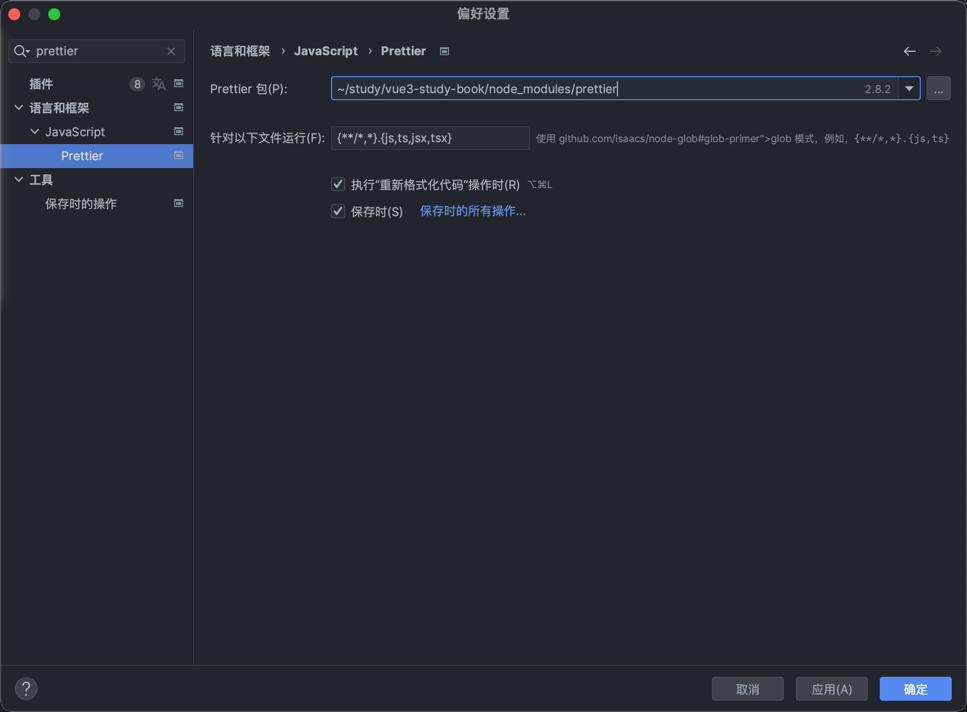 偏好设置
prettier
插件 8
语言和框架
JavaScript
Prettier
工具
保存时的操作
语言和框架 › JavaScript › Prettier
Prettier 包(P): ~/study/vue3-study-book/node_modules/prettier 2.8.2 ...
针对以下文件运行(F): {**/*,*}.{js,ts,jsx,tsx} 使用 github.com/isaacs/node-glob#glob-primer">glob 模式，例如，{**/*,*}.{js,ts}
执行“重新格式化代码”操作时(R) ⌥⌘L
保存时(S) 保存时的所有操作...
? 取消 应用(A) 确定